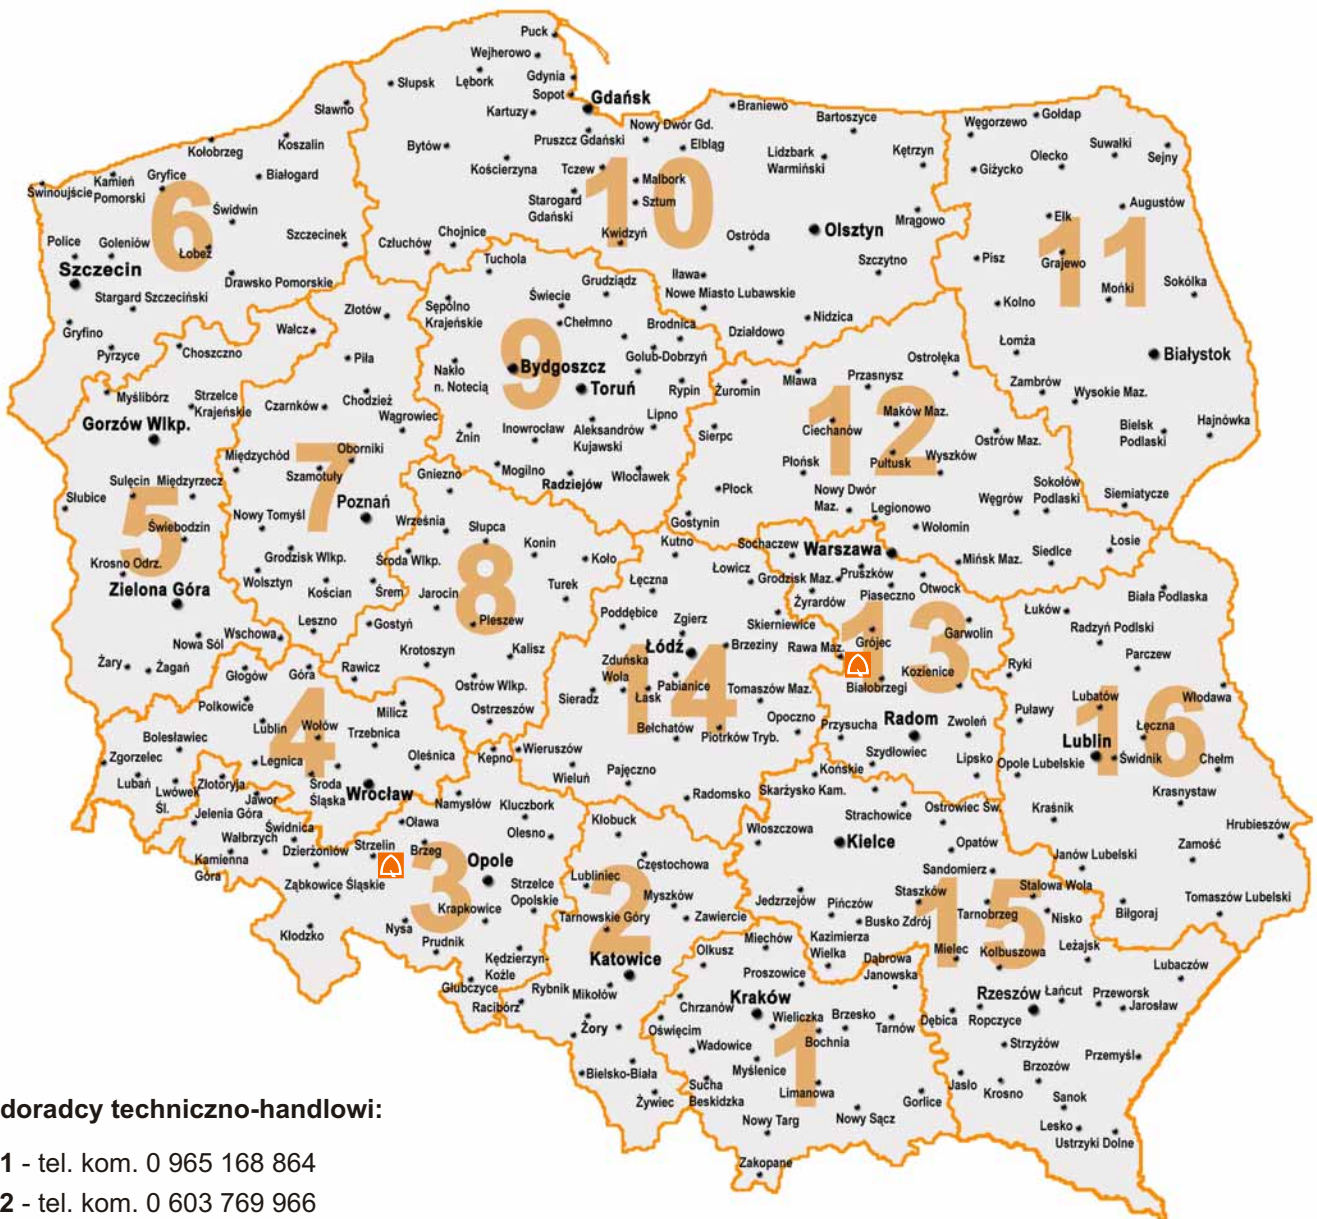 Puck
Wejherowo
Słupsk
Lębork
Gdynia
Sopot
Gdańsk
Sławno
Kartuzy
Braniewo
Bartoszyce
Węgorzewo
Gołdap
Nowy Dwór Gd.
Pruszcz Gdański
Elbląg
Kołobrzeg
Koszalin
Bytów
Kościerzyna
Tczew
Lidzbark
Warmiński
Kętrzyn
Giżycko
Olecko
Suwałki
Sejny
Świnoujście
Kamień
Pomorski
Gryfice
Białogard
Malbork
Sztum
Starogard
Gdański
10
Augustów
6
Świdwin
Ełk
11
Mrągowo
Police
Goleniów
Łobez
Szczecinek
Człuchów
Chojnice
Kwidzyń
Ostróda
Olsztyn
Szczecin
Tuchola
Szczytno
Pisz
Grajewo
Drawsko Pomorskie
Stargard Szczeciński
Grudziądz
Iława
Nowe Miasto Lubawskie
Mońki
Sokółka
Złotów
Sępolno
Krajeńskie
Świecie
Kolno
Gryfino
Wałcz
Chełmno
Brodnica
Działdowo
Nidzica
Łomża
Pyrzyce
Choszczno
Piła
9
Bydgoszcz
Golub-Dobrzyń
Ostrołęka
Białystok
Nakło
n. Notecią
Toruń
Rypin
Żuromin
Mława
Przasnysz
Zambrów
Wysokie Maz.
Myślibórz
Strzelce
Krajeńskie
Czarnków
Chodzież
Wągrowiec
Gorzów Wlkp.
Żnin
Inowrocław
Aleksandrów
Kujawski
Lipno
Sierpc
12
Ciechanów
Maków Maz.
Ostrów Maz.
Bielsk
Podlaski
Hajnówka
Międzychód
7
Oborniki
Szamotuły
Gniezno
Mogilno
Radziejów
Włocławek
Płońsk
Pułtusk
Wyszków
Sulęcin
Międzyrzecz
Słubice
5
Płock
Nowy Dwór
Maz.
Węgrów
Sokołów
Podlaski
Siemiatycze
Poznań
Świebodzin
Nowy Tomyśl
Września
Słupca
Gostynin
Legionowo
Wołomin
Konin
Koło
Kutno
Sochaczew
Warszawa
Mińsk Maz.
Siedlce
Łosie
Krosno Odrz.
Grodzisk Wlkp.
Środa Wlkp.
8
Łowicz
Grodzisk Maz.
Pruszków
Zielona Góra
Wolsztyn
Kościan
Śrem
Jarocin
Turek
Łęczna
Żyrardów
Piaseczno
Otwock
Biała Podlaska
Leszno
Gostyń
Pleszew
Poddębice
Zgierz
Skierniewice
13
Łuków
Radzyń Podlski
Nowa Sól
Wschowa
Krotoszyn
Kalisz
Łódź
Brzeziny
Rawa Maz.
Grójec
Garwolin
Parczew
Żary
Żagań
Głogów
Góra
Rawicz
Zduńska
Wola
14
Białobrzegi
Kozienice
Ryki
Ostrów Wlkp.
Sieradz
Łask
Pabianice
Tomaszów Maz.
Lubatów
Włodawa
Polkowice
4
Milicz
Ostrzeszów
Opoczno
Przysucha
Radom
Zwoleń
Puławy
16
Lublin
Wołów
Trzebnica
Bełchatów
Piotrków Tryb.
Łęczna
Bolesławiec
Zgorzelec
Legnica
Oleśnica
Kępno
Wieruszów
Szydłowiec
Lipsko
Opole Lubelskie
Lublin
Świdnik
Chełm
Lubań
Lwówek
Śl.
Złotoryja
Jawor
Środa
Śląska
Wrocław
Wieluń
Pajęczno
Radomsko
Końskie
Skarżysko Kam.
Krasnystaw
Jelenia Góra
Namysłów
Kluczbork
Starachowice
Ostrowiec Św.
Kraśnik
Hrubieszów
Świdnica
Oława
Wałbrzych
Olesno
Kłobuck
Włoszczowa
Kielce
Opatów
Zamość
Kamienna
Góra
Dzierżoniów
Strzelin
Brzeg
3
Opole
Częstochowa
Sandomierz
Janów Lubelski
Ząbkowice Śląskie
Strzelce
Opolskie
Lubliniec
2
Myszków
Jedzrzejów
Staszków
Stalowa Wola
Tomaszów Lubelski
Krapkowice
Tarnowskie Góry
Zawiercie
Pińczów
Busko Zdrój
15
Tarnobrzeg
Nisko
Biłgoraj
Kłodzko
Nysa
Prudnik
Kędzierzyn-
Koźle
Katowice
Olkusz
Miechów
Kazimierza
Wielka
Dąbrowa
Janowska
Mielec
Kolbuszowa
Leżajsk
Lubaczów
Głubczyce
Racibórz
Rybnik
Mikołów
Proszowice
Chrzanów
Kraków
Rzeszów
Łańcut
Przeworsk
Jarosław
Żory
Oświęcim
Wieliczka
Brzesko
Tarnów
Dębica
Ropczyce
Wadowice
Bochnia
1
Strzyżów
Przemyśl
Bielsko-Biała
Myślenice
Brzozów
Sucha
Beskidzka
Limanowa
Jasło
Krosno
Sanok
Żywiec
Nowy Targ
Nowy Sącz
Gorlice
Lesko
Ustrzyki Dolne
Zakopane
doradcy techniczno-handlowi:
1 - tel. kom. 0 965 168 864
2 - tel. kom. 0 603 769 966